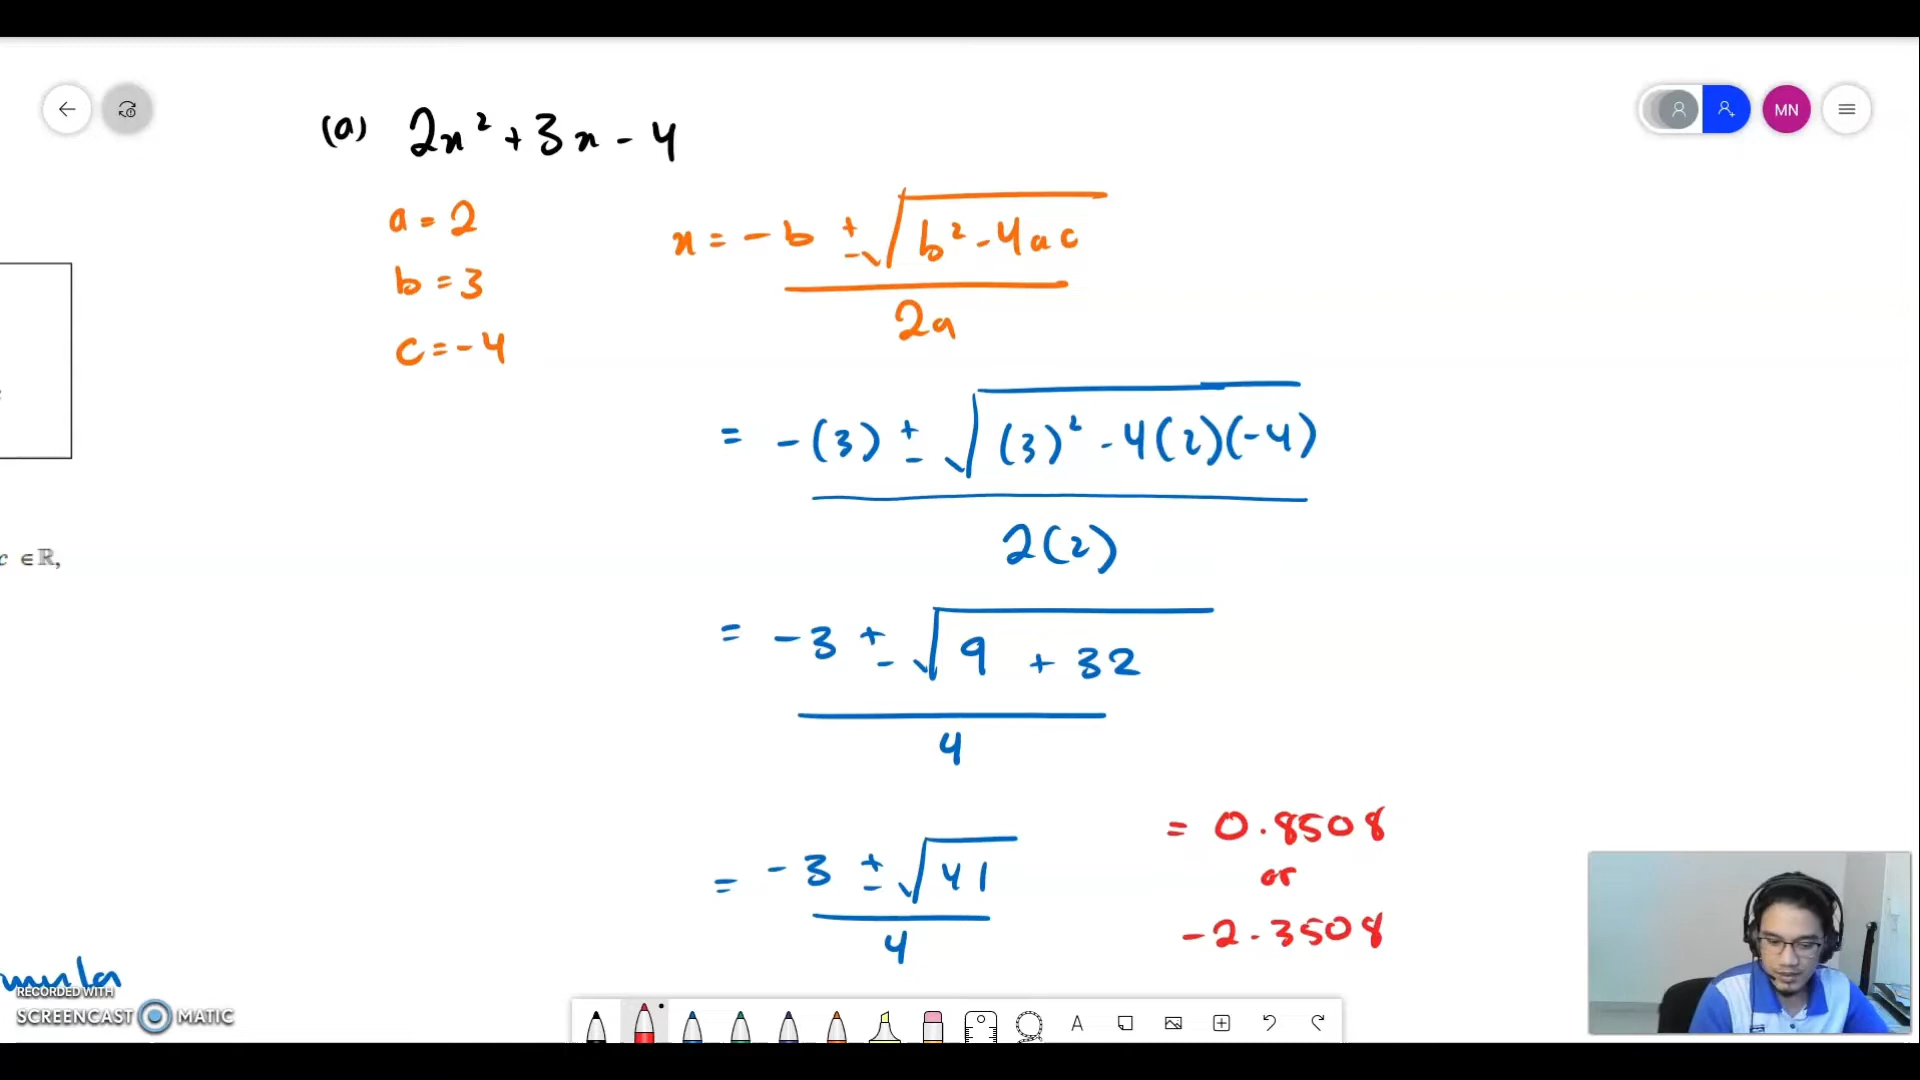 (a) 2x² + 3x - 4
MN
a = 2
b = 3
c = -4
x = -b ± √b² - 4ac
2a
= -(3) ± √(3)² - 4(2)(-4)
2(2)
c ∈ℝ,
= -3 ± √9 + 32
4
= -3 ± √41
4
= 0.8508
or
-2.3508
mula
RECORDED WITH
SCREENCAST MATIC
A